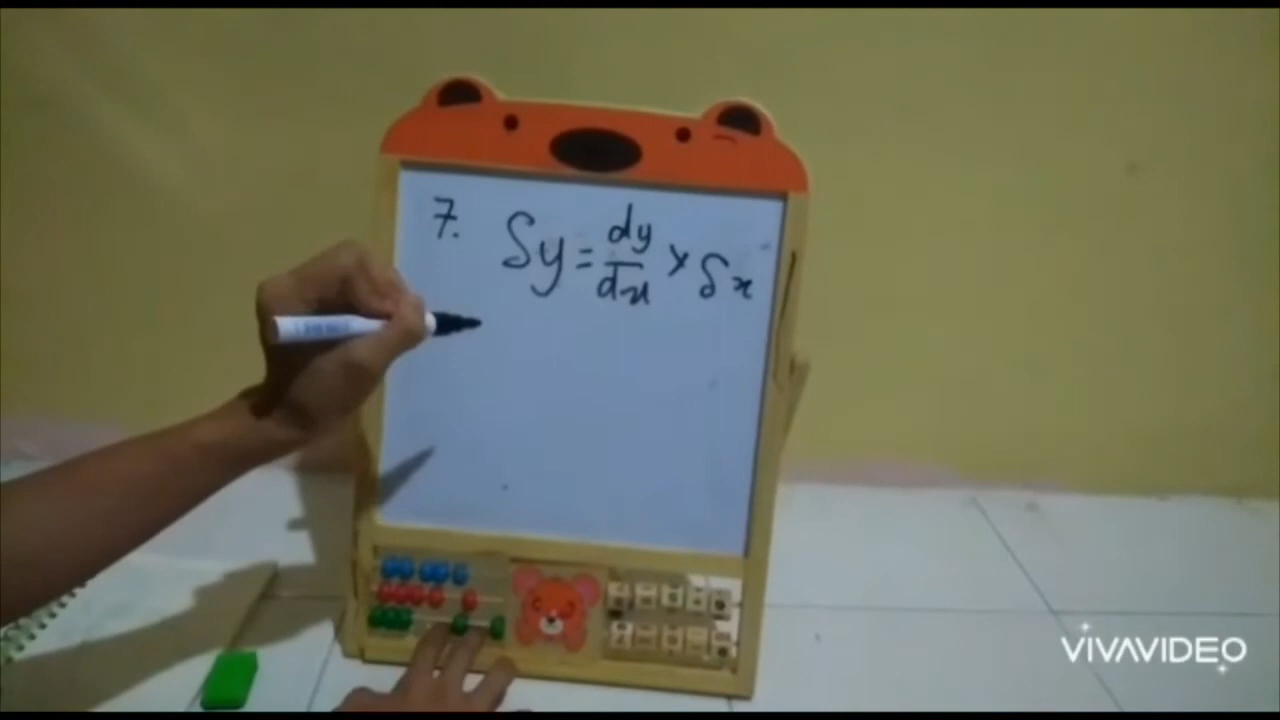 7. δy = dy/dx × δx
VIVAVIDEO